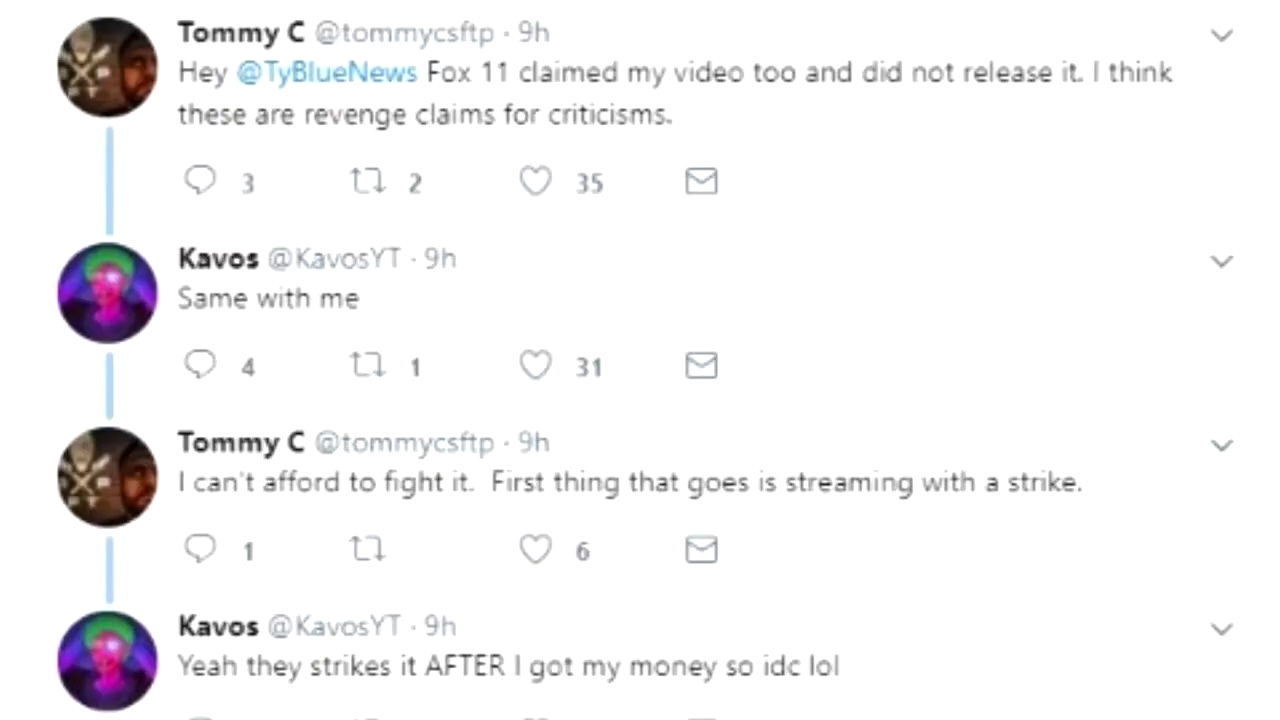 Tommy C @tommycsftp · 9h
Hey @TyBlueNews Fox 11 claimed my video too and did not release it. I think
these are revenge claims for criticisms.
3 2 35
Kavos @KavosYT · 9h
Same with me
4 1 31
Tommy C @tommycsftp · 9h
I can't afford to fight it. First thing that goes is streaming with a strike.
1 6
Kavos @KavosYT · 9h
Yeah they strikes it AFTER I got my money so idc lol